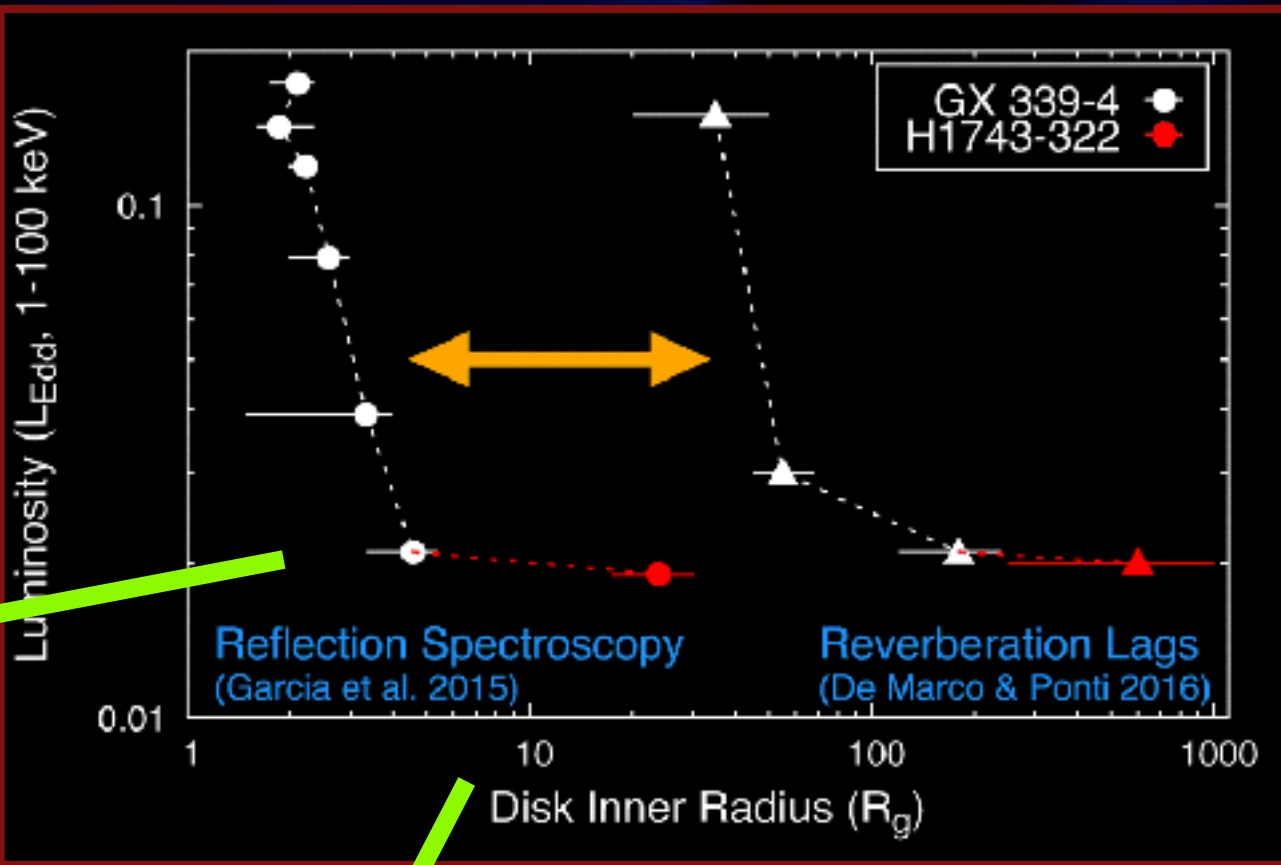 GX 339-4
H1743-322
Luminosity (LEdd, 1-100 keV)
0.1
0.01
Reflection Spectroscopy
(Garcia et al. 2015)
Reverberation Lags
(De Marco & Ponti 2016)
1
10
100
1000
Disk Inner Radius (Rg)